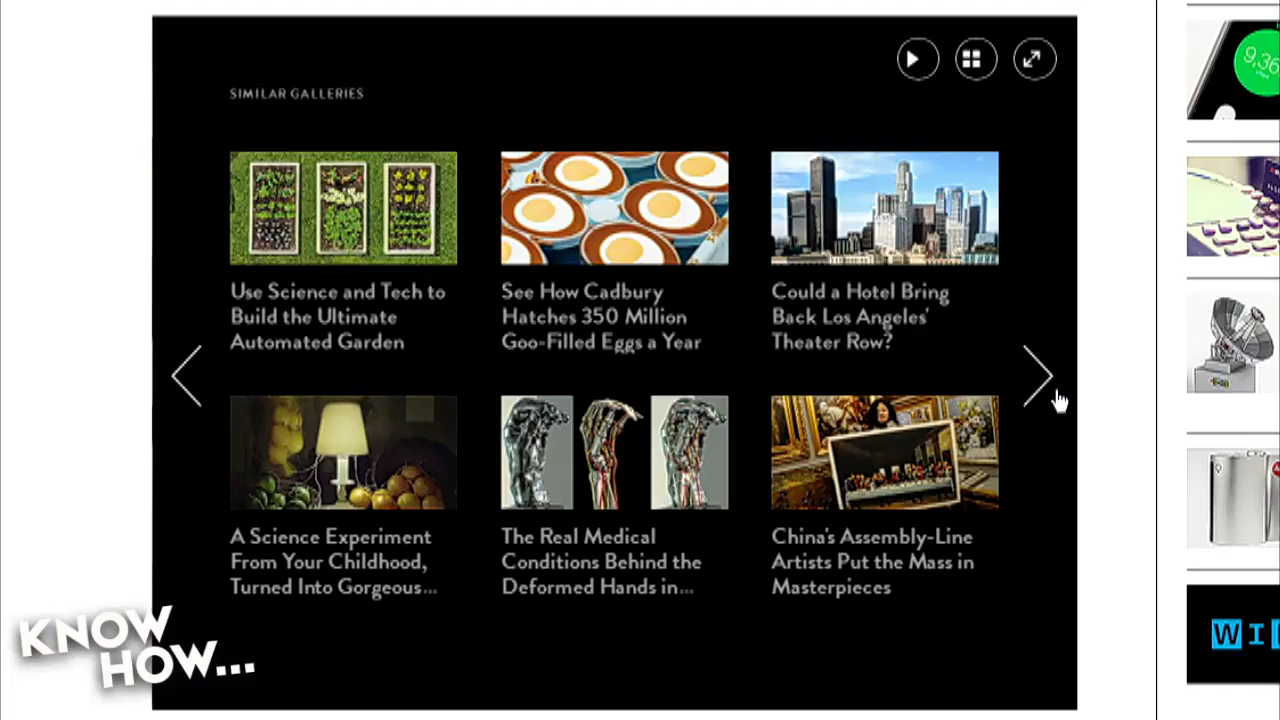 SIMILAR GALLERIES
Use Science and Tech to
Build the Ultimate
Automated Garden
See How Cadbury
Hatches 350 Million
Goo-Filled Eggs a Year
Could a Hotel Bring
Back Los Angeles'
Theater Row?
A Science Experiment
From Your Childhood,
Turned Into Gorgeous...
The Real Medical
Conditions Behind the
Deformed Hands in...
China's Assembly-Line
Artists Put the Mass in
Masterpieces
KNOW
HOW...
9,36
WI